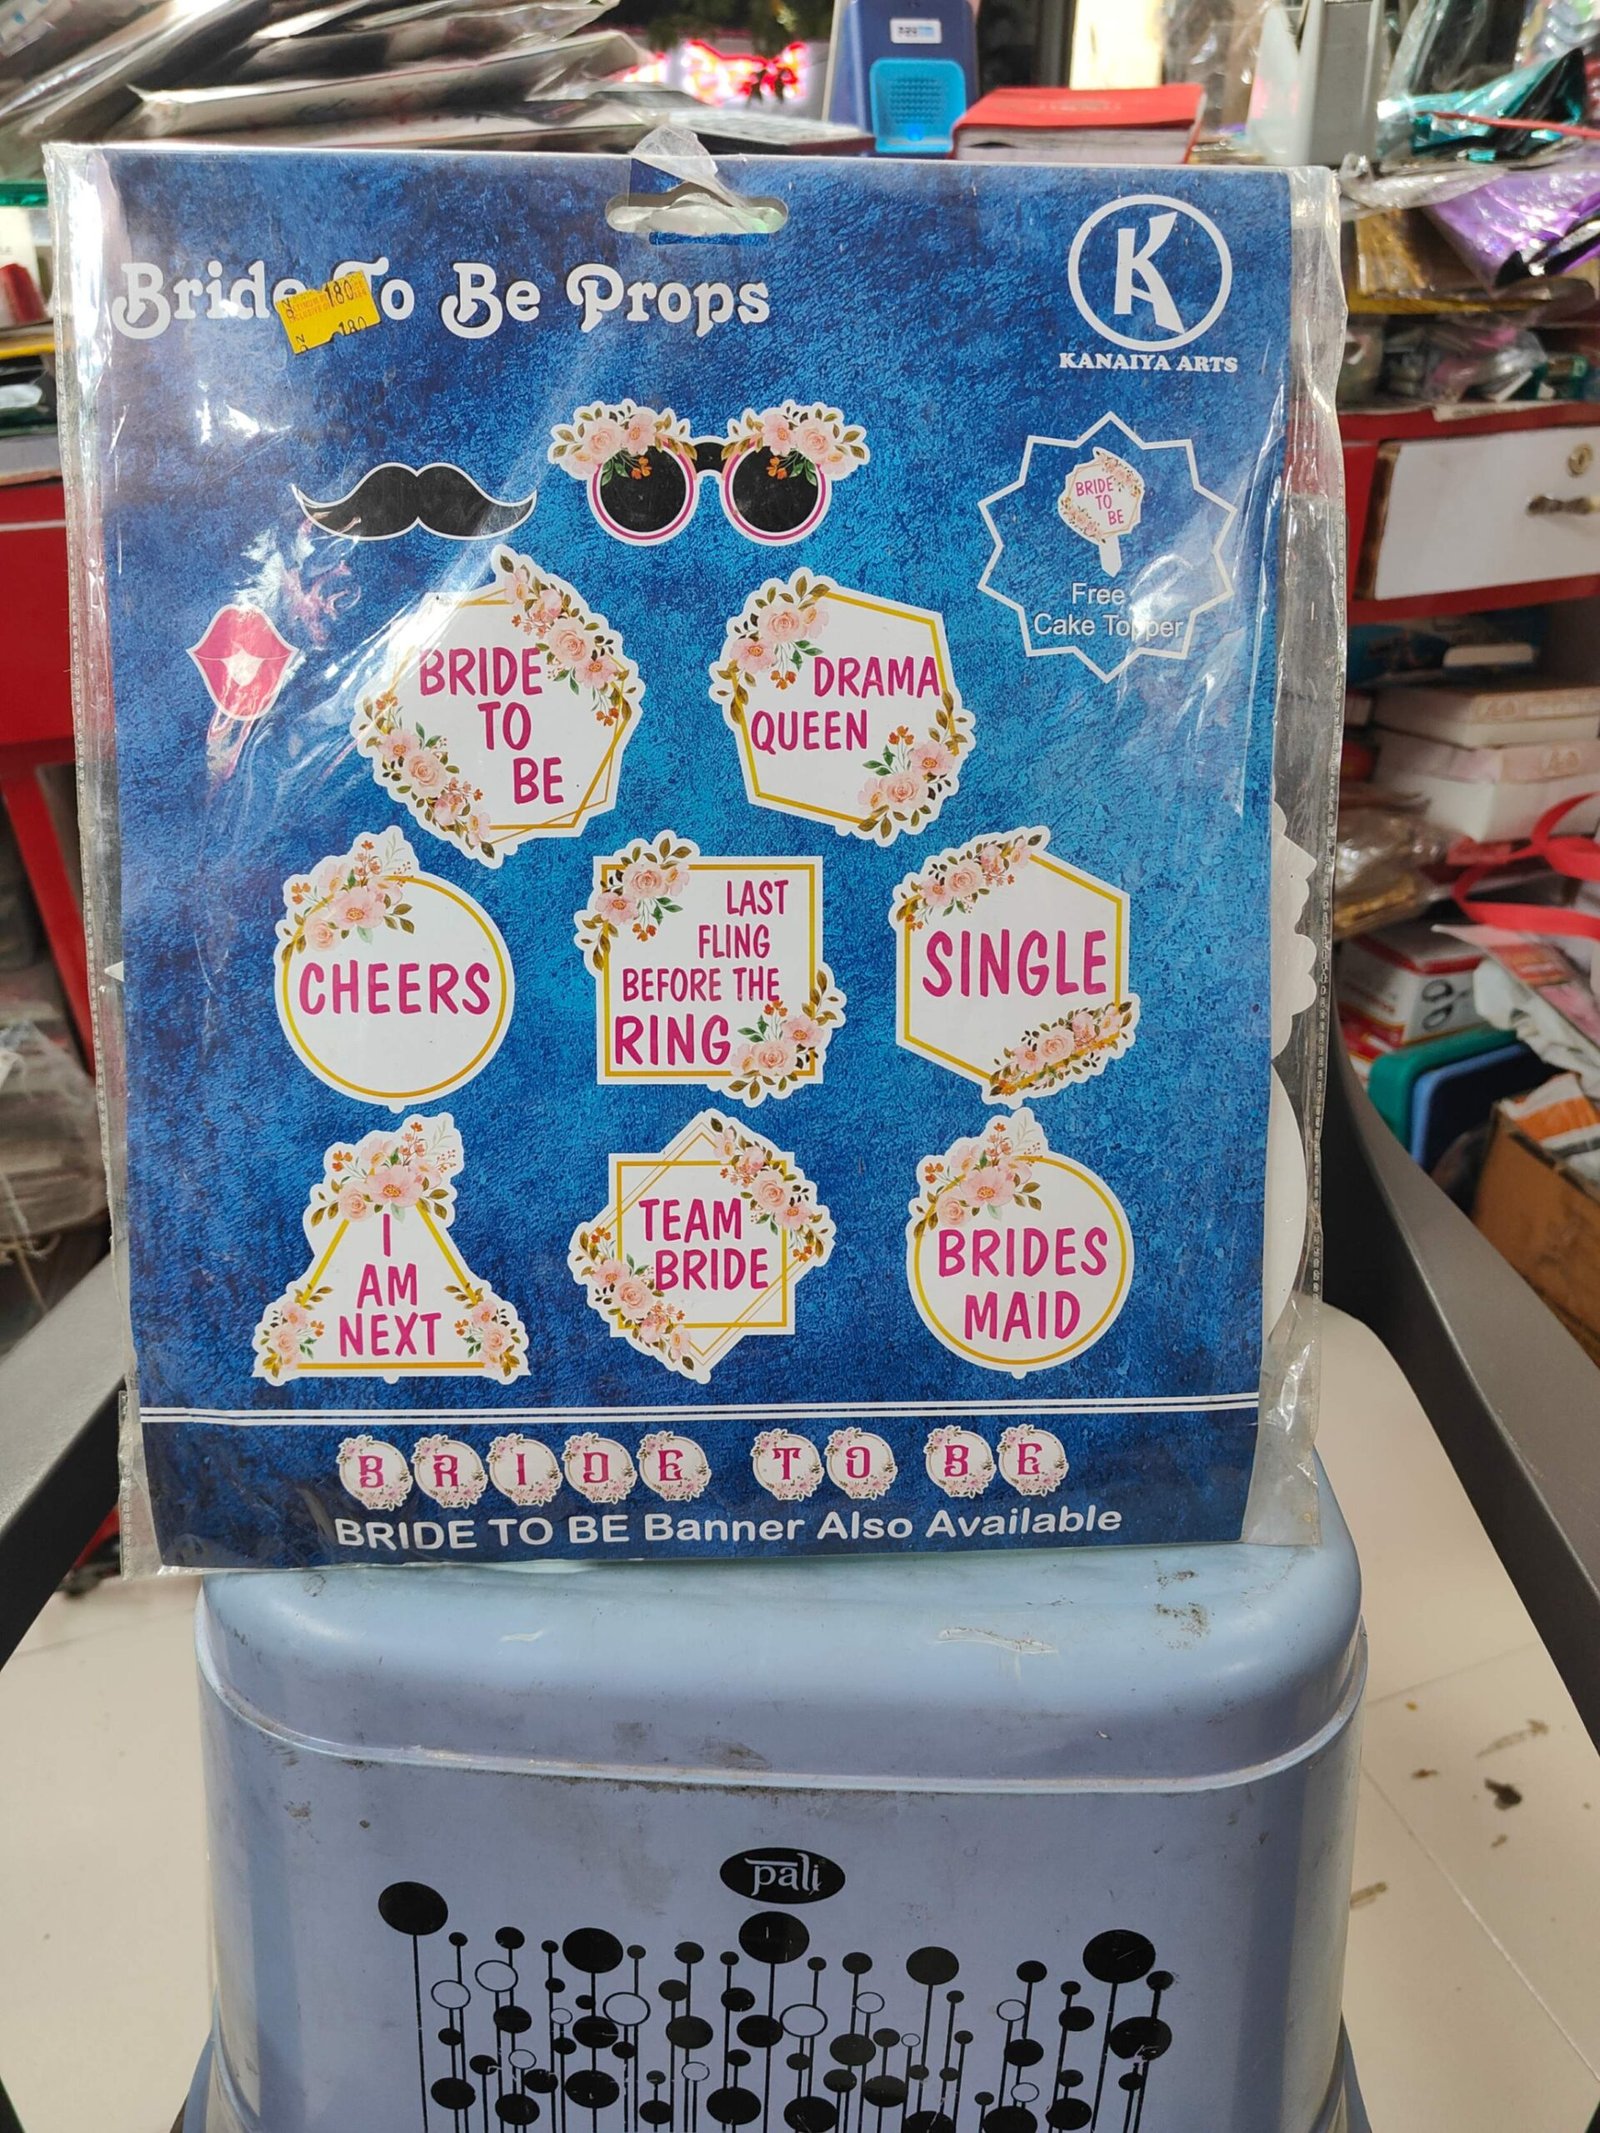 Bride To Be Props
180
180
K
KANAIYA ARTS
BRIDE
TO
BE
Free
Cake Topper
BRIDE
TO
BE
DRAMA
QUEEN
CHEERS
LAST
FLING
BEFORE THE
RING
SINGLE
I
AM
NEXT
TEAM
BRIDE
BRIDES
MAID
BRIDE TO BE
BRIDE TO BE Banner Also Available
pali